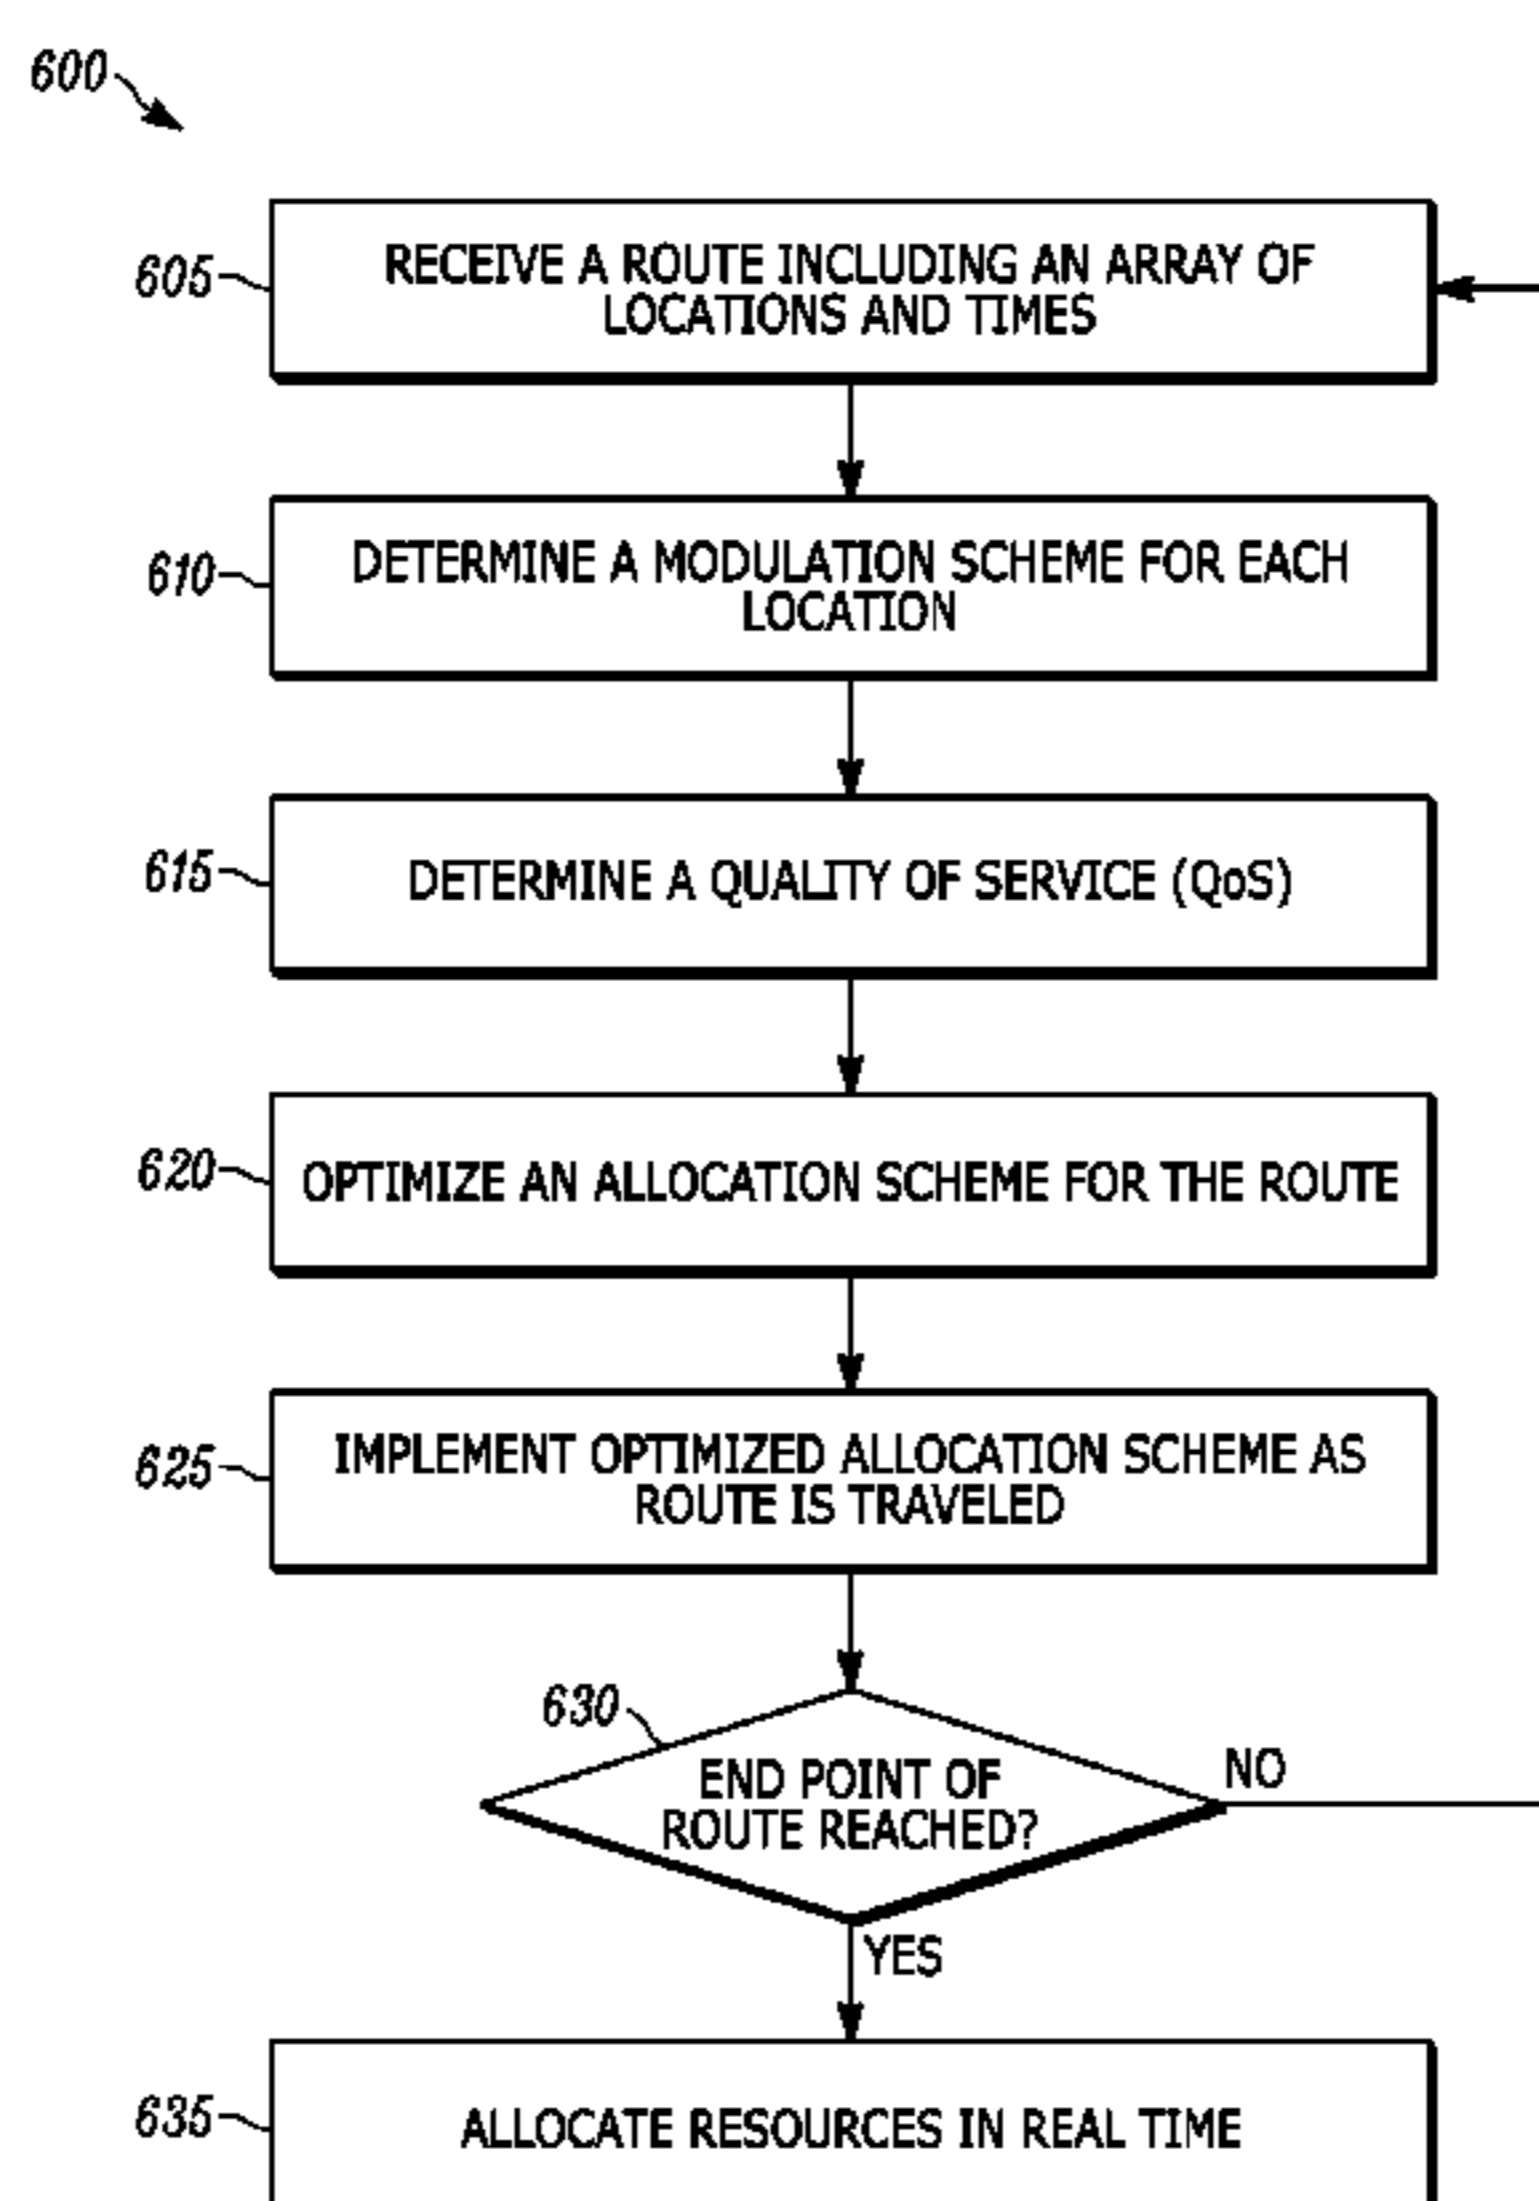 600
605
RECEIVE A ROUTE INCLUDING AN ARRAY OF
LOCATIONS AND TIMES
610
DETERMINE A MODULATION SCHEME FOR EACH
LOCATION
615
DETERMINE A QUALITY OF SERVICE (QoS)
620
OPTIMIZE AN ALLOCATION SCHEME FOR THE ROUTE
625
IMPLEMENT OPTIMIZED ALLOCATION SCHEME AS
ROUTE IS TRAVELED
630
END POINT OF
ROUTE REACHED?
NO
YES
635
ALLOCATE RESOURCES IN REAL TIME